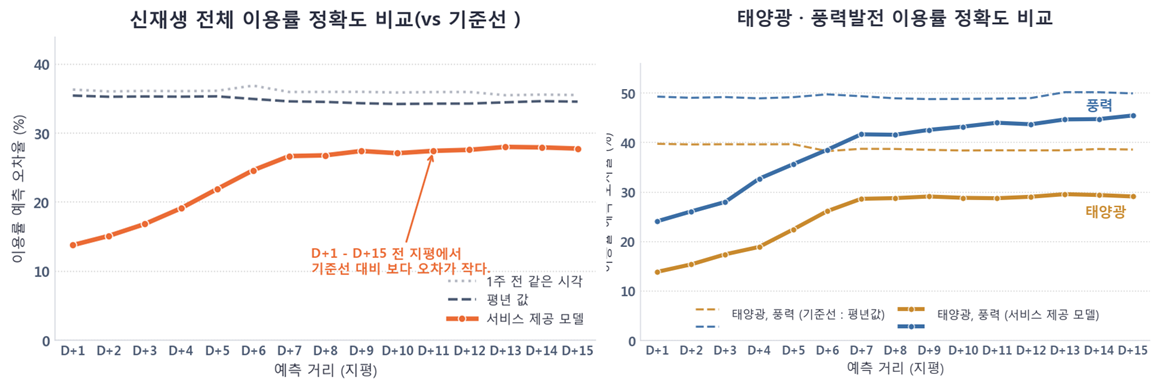 신재생 전체 이용률 정확도 비교(vs 기준선 )
이용률 예측 오차율 (%)
40
30
20
10
0
D+1 - D+15 전 지평에서
기준선 대비 보다 오차가 작다.
1주 전 같은 시각
평년 값
서비스 제공 모델
D+1 D+2 D+3 D+4 D+5 D+6 D+7 D+8 D+9 D+10 D+11 D+12 D+13 D+14 D+15
예측 거리 (지평)
태양광 · 풍력발전 이용률 정확도 비교
50
40
30
20
10
0
풍력
태양광
태양광, 풍력 (기준선 : 평년값)
태양광, 풍력 (서비스 제공 모델)
D+1 D+2 D+3 D+4 D+5 D+6 D+7 D+8 D+9 D+10 D+11 D+12 D+13 D+14 D+15
예측 거리 (지평)